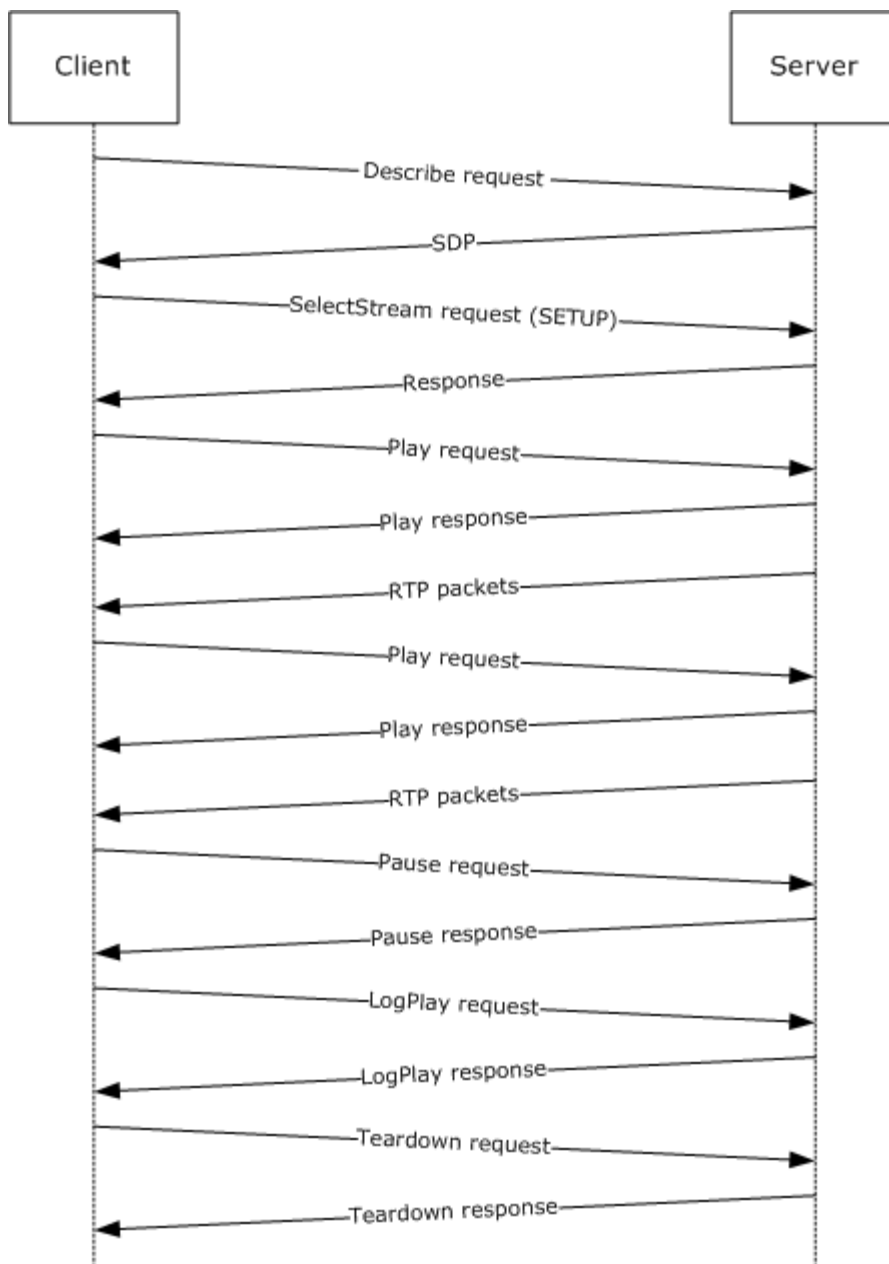 Client
Server
Describe request
SDP
SelectStream request (SETUP)
Response
Play request
Play response
RTP packets
Play request
Play response
RTP packets
Pause request
Pause response
LogPlay request
LogPlay response
Teardown request
Teardown response